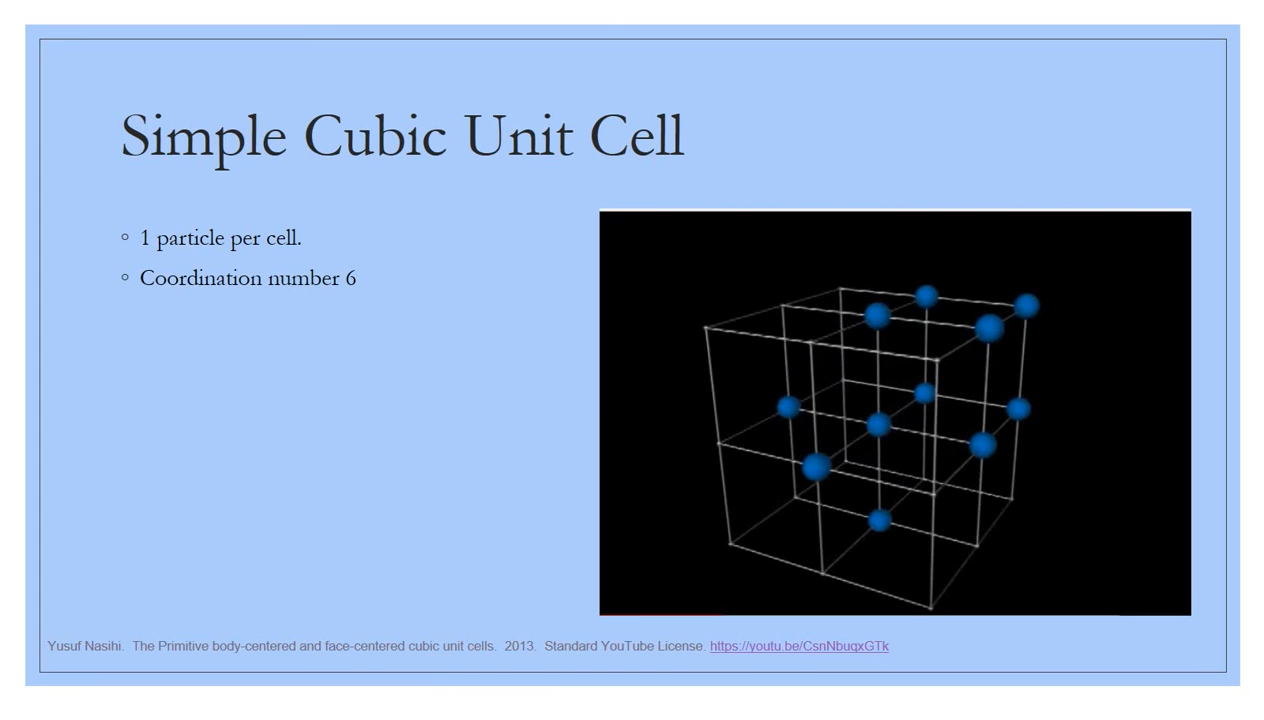 Simple Cubic Unit Cell
◦ 1 particle per cell.
◦ Coordination number 6
Yusuf Nasihi.  The Primitive body-centered and face-centered cubic unit cells.  2013.  Standard YouTube License. https://youtu.be/CsnNbuqxGTk